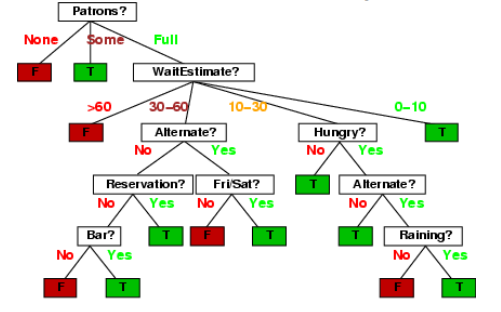 Patrons?
None Some Full
F T WaitEstimate?
>60 30–60 10–30 0–10
F Alternate? Hungry? T
No Yes No Yes
Reservation? Fri/Sat? T Alternate?
No Yes No Yes No Yes
Bar? T F T T Raining?
No Yes No Yes
F T F T